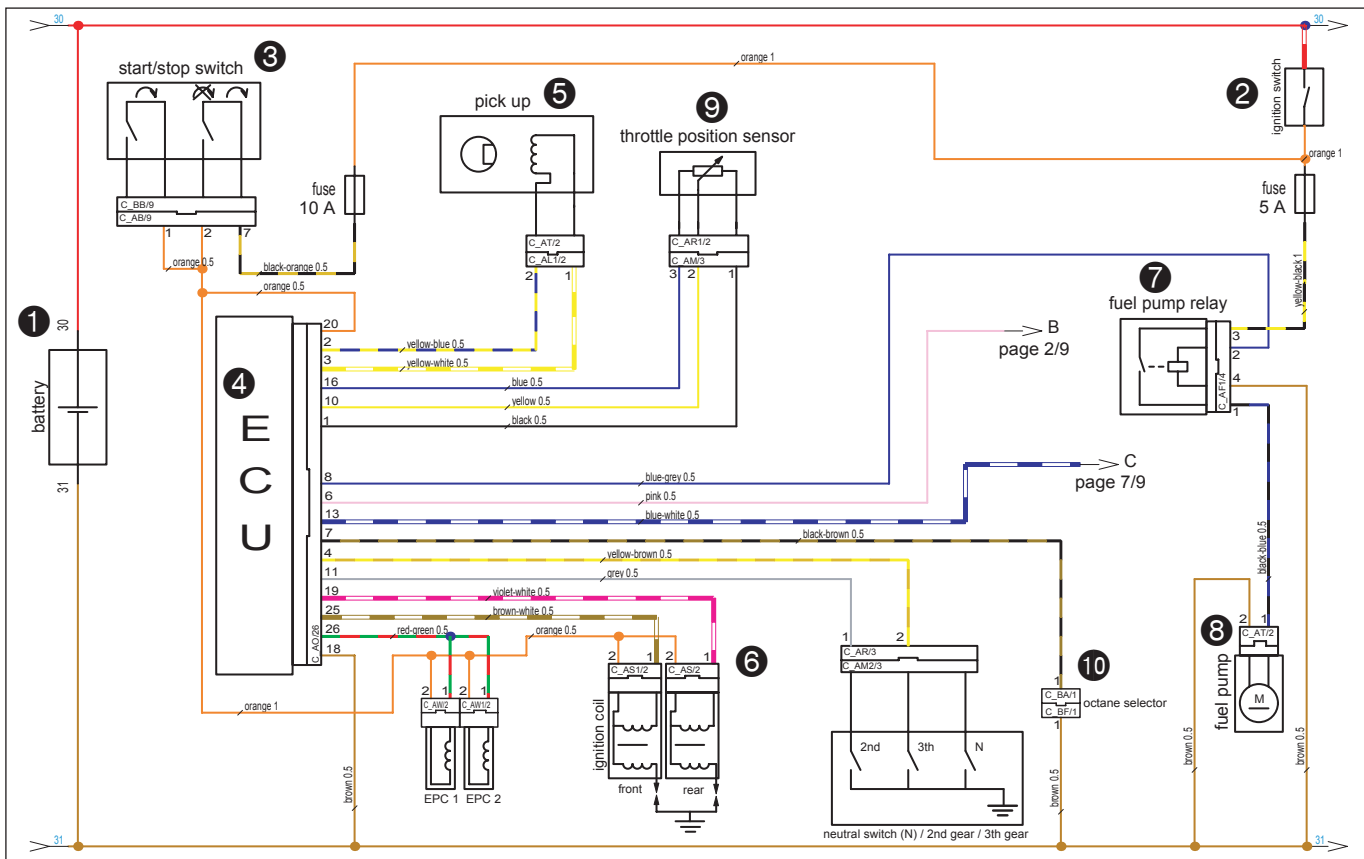 30
30
3
start/stop switch
orange 1
5
pick up
9
throttle position sensor
2
ignition switch
orange 1
fuse
10 A
fuse
5 A
C_BB/9
C_AB/9
1
2
7
orange 0.5
black-orange 0.5
orange 0.5
C_AT/2
C_AL1/2
2
1
C_AR1/2
C_AM/3
3
2
1
yellow-black 1
7
fuel pump relay
3
2
4
1
C_AF1/4
1
30
battery
31
4
E
C
U
20
2
yellow-blue 0.5
3
yellow-white 0.5
16
blue 0.5
10
yellow 0.5
1
black 0.5
B
page 2/9
8
blue-grey 0.5
6
pink 0.5
13
blue-white 0.5
C
page 7/9
7
black-brown 0.5
4
yellow-brown 0.5
11
grey 0.5
19
violet-white 0.5
25
brown-white 0.5
26
red-green 0.5
orange 0.5
18
C_AO/26
orange 1
brown 0.5
2
1
2
1
C_AW/2
C_AW1/2
EPC 1
EPC 2
2
1
2
1
C_AS1/2
C_AS/2
6
ignition coil
front
rear
1
2
C_AR/3
C_AM2/3
2nd
3th
N
neutral switch (N) / 2nd gear / 3th gear
10
1
C_BA/1
C_BF/1
1
octane selector
brown 0.5
black-blue 0.5
8
2
1
C_AT/2
fuel pump
M
brown 0.5
brown 0.5
31
31